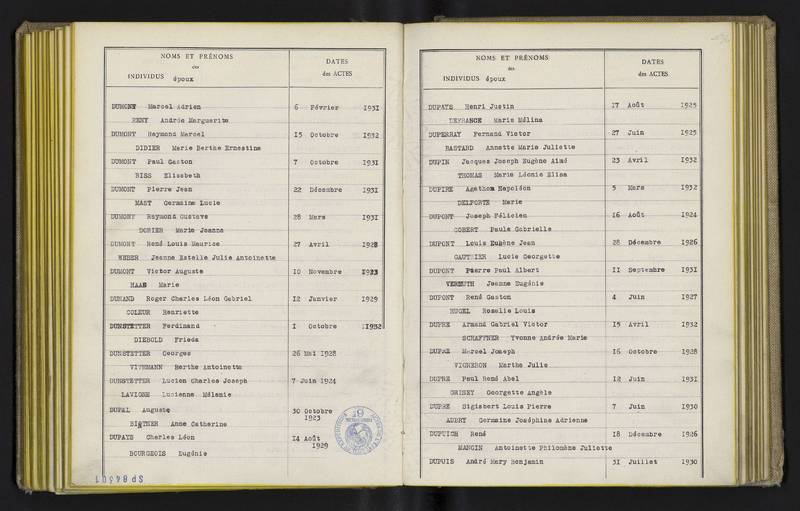 NOMS ET PRÉNOMS
des
INDIVIDUS époux
DATES
des ACTES
DUMONT Marcel Adrien 6 Février 1931
REMY Andrée Marguerite
DUMONT Raymond Marcel 15 Octobre 1932
DIDIER Marie Berthe Ernestine
DUMONT Paul Gaston 7 Octobre 1931
RISS Elisabeth
DUMONT Pierre Jean 22 Décembre 1931
MAST Germaine Lucie
DUMONT Raymond Gustave 28 Mars 1931
DORIER Marie Jeanne
DUMONT René Louis Maurice 27 Avril 1928
WEBER Jeanne Estelle Julie Antoinette
DUMONT Victor Auguste 10 Novembre 1923
HAAS Marie
DUNAND Roger Charles Léon Gabriel 12 Janvier 1929
COLEUR Henriette
DUNSTETTER Ferdinand 1 Octobre 1932
DIEBOLD Frieda
DUNSTETTER Georges 26 Mai 1928
Berthe Antoinette
DUNSTETTER Lucien Charles Joseph 7 Juin 1924
LAVIGNE Lucienne Mélanie
DUPAL Auguste 30 Octobre
1923
Anne Catherine
DUPAYS Charles Léon 14 Août
1929
BOURGEOIS Eugénie
SP84301
NOMS ET PRÉNOMS
des
INDIVIDUS époux
DATES
des ACTES
DUPAYS Henri Justin 17 Août 1925
DEFRANCE Marie Mélina
DUPERRAY Fernand Victor 27 Juin 1925
BASTARD Annette Marie Juliette
DUPIN Jacques Joseph Eugène Aimé 23 Avril 1932
THOMAS Marie Léonie Elisa
DUPIRE Agathon Napoléon 5 Mars 1932
DELPORTE Marie
DUPONT Joseph Félicien 16 Août 1924
GOBERT Paule Gabrielle
DUPONT Louis Eugène Jean 28 Décembre 1926
GAUTHIER Lucie Georgette
DUPONT Pierre Paul Albert 11 Septembre 1931
VERMUTH Jeanne Eugénie
DUPONT René Gaston 4 Juin 1927
HUGEL Rosalie Louis
DUPRE Armand Gabriel Victor 15 Avril 1932
SCHAFFNER Yvonne Andrée Marie
DUPRE Marcel Joseph 16 Octobre 1928
VIGNERON Marthe Julie
DUPRE Paul René Abel 12 Juin 1931
GRISEY Georgette Angèle
DUPRE Sigisbert Louis Pierre 7 Juin 1930
AUBRY Germaine Joséphine Adrienne
DUPUICH René 18 Décembre 1926
MANGIN Antoinette Philomène Juliette
DUPUIS André Mary Benjamin 31 Juillet 1930